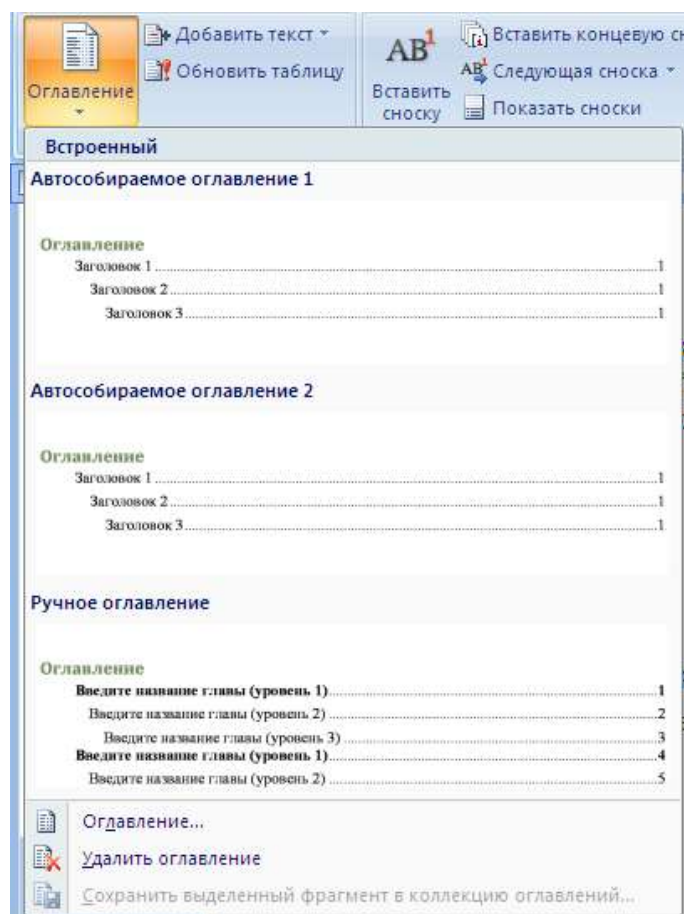 Добавить текст
Обновить таблицу
Оглавление
AB1
Вставить сноску
Вставить концевую
AB1 Следующая сноска
Показать сноски
Встроенный
Автособираемое оглавление 1
Оглавление
Заголовок 1 1
Заголовок 2 1
Заголовок 3 1
Автособираемое оглавление 2
Оглавление
Заголовок 1 1
Заголовок 2 1
Заголовок 3 1
Ручное оглавление
Оглавление
Введите название главы (уровень 1) 1
Введите название главы (уровень 2) 2
Введите название главы (уровень 3) 3
Введите название главы (уровень 1) 4
Введите название главы (уровень 2) 5
Оглавление...
Удалить оглавление
Сохранить выделенный фрагмент в коллекцию оглавлений...